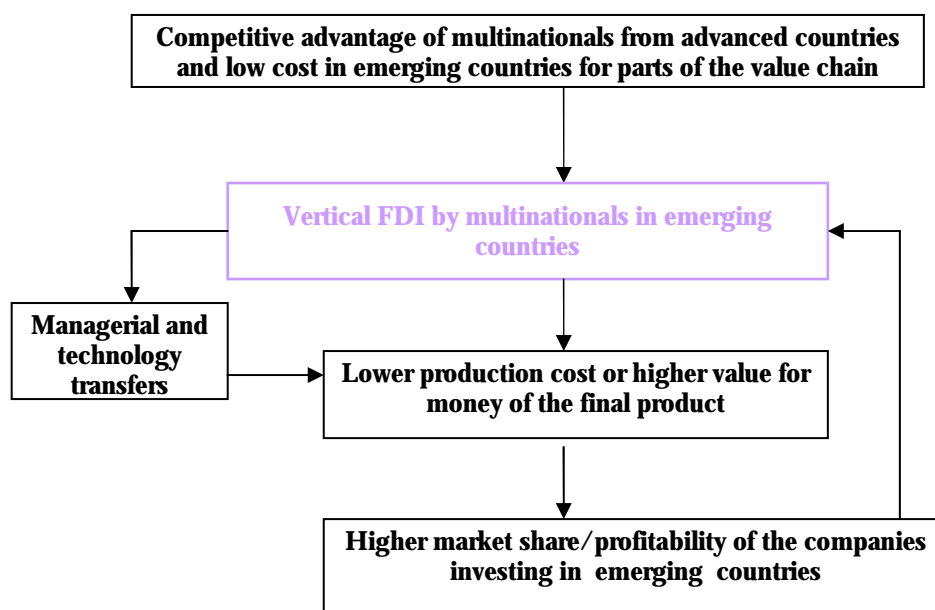 Competitive advantage of multinationals from advanced countries
and low cost in emerging countries for parts of the value chain
Vertical FDI by multinationals in emerging
countries
Managerial and
technology
transfers
Lower production cost or higher value for
money of the final product
Higher market share/profitability of the companies
investing in emerging countries